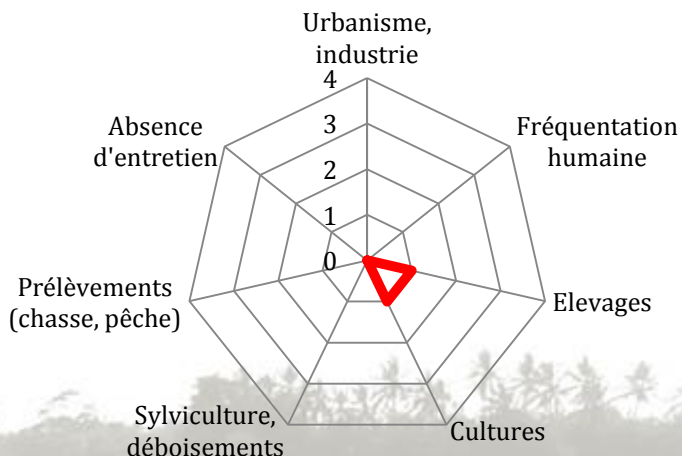 Urbanisme,
industrie
4
3
2
1
0
Fréquentation
humaine
Elevages
Cultures
Sylviculture,
déboisements
Prélèvements
(chasse, pêche)
Absence
d'entretien